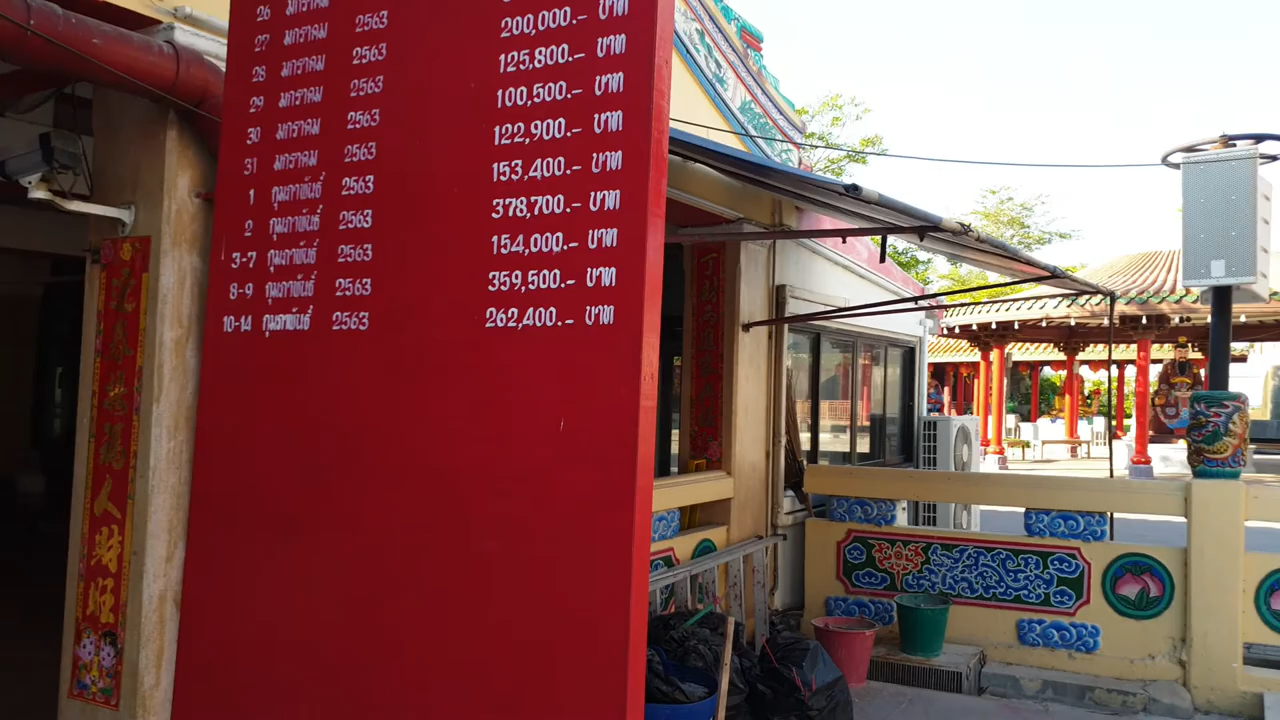 26 มกราคม
27 มกราคม 2563
28 มกราคม 2563 200,000.- บาท
29 มกราคม 2563 125,800.- บาท
30 มกราคม 2563 100,500.- บาท
31 มกราคม 2563 122,900.- บาท
1 กุมภาพันธ์ 2563 153,400.- บาท
2 กุมภาพันธ์ 2563 378,700.- บาท
3-7 กุมภาพันธ์ 2563 154,000.- บาท
8-9 กุมภาพันธ์ 2563 359,500.- บาท
10-14 กุมภาพันธ์ 2563 262,400.- บาท
福人財旺
丁財